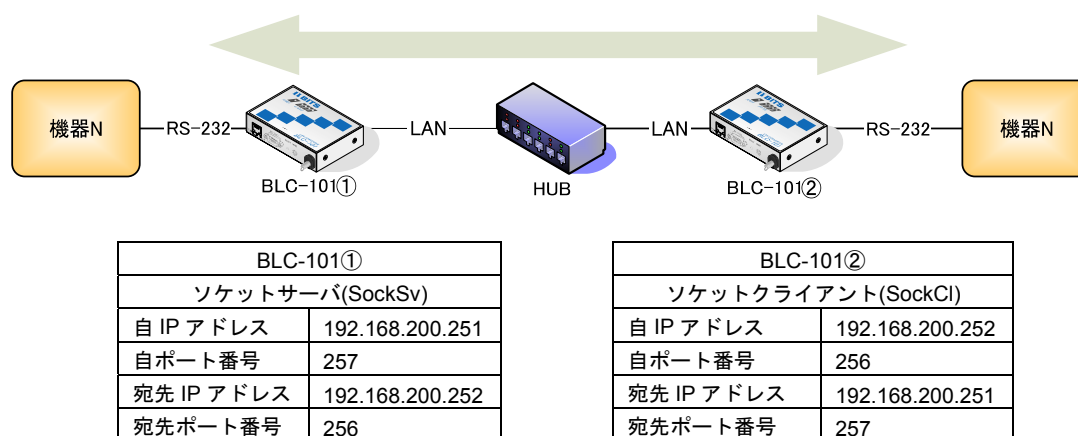 機器N
RS-232
LAN
LAN
RS-232
機器N
BITS
BITS
BLC-101①
HUB
BLC-101②
BLC-101①
ソケットサーバ(SockSv)
自 IP アドレス 192.168.200.251
自ポート番号 257
宛先 IP アドレス 192.168.200.252
宛先ポート番号 256
BLC-101②
ソケットクライアント(SockCl)
自 IP アドレス 192.168.200.252
自ポート番号 256
宛先 IP アドレス 192.168.200.251
宛先ポート番号 257